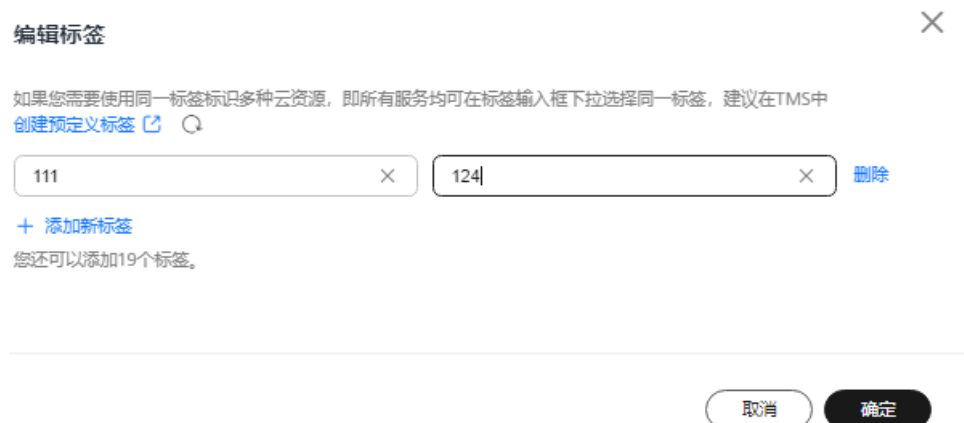 编辑标签
如果您需要使用同一标签标识多种云资源，即所有服务均可在标签输入框下拉选择同一标签，建议在TMS中
创建预定义标签
111 124 删除
添加新标签
您还可以添加19个标签。
取消 确定